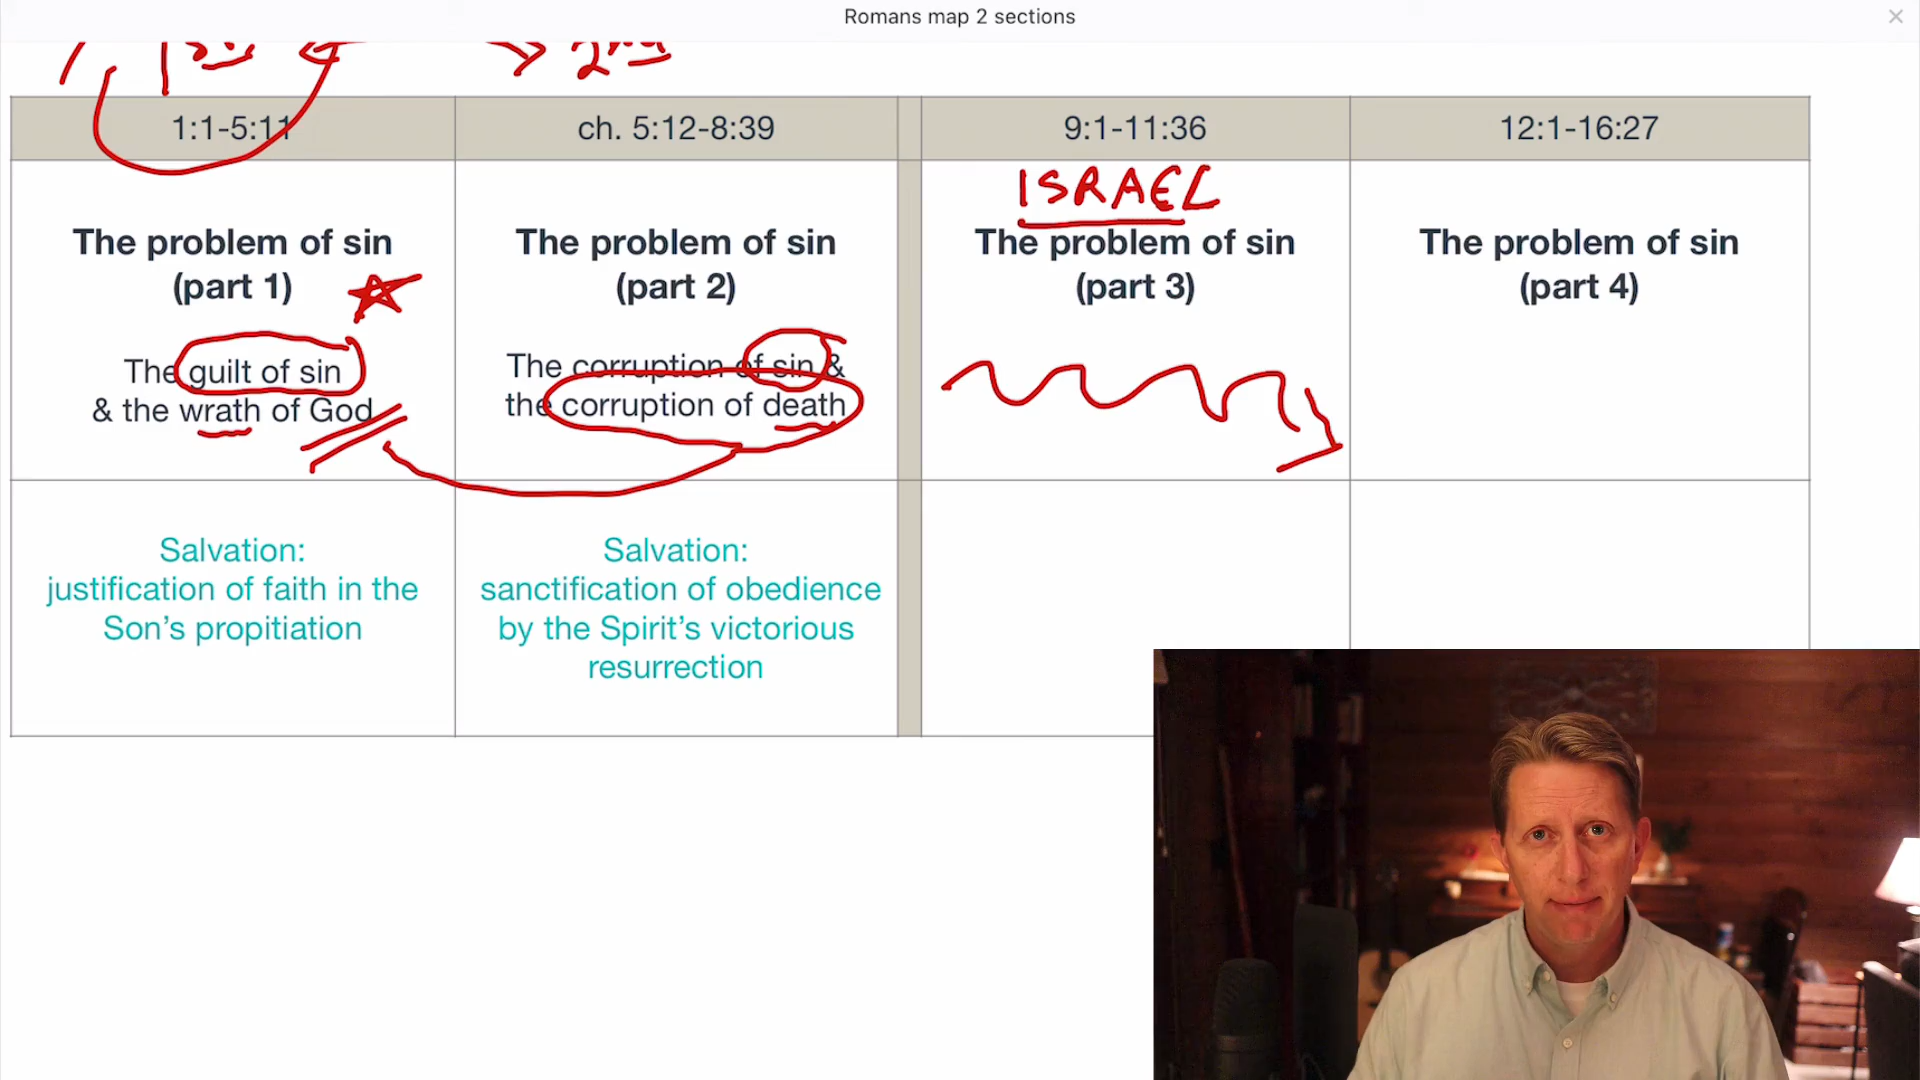 Romans map 2 sections
1st 2nd
1:1-5:11
ch. 5:12-8:39
9:1-11:36
12:1-16:27
The problem of sin
(part 1)
The guilt of sin
& the wrath of God
The problem of sin
(part 2)
The corruption of sin &
the corruption of death
ISRAEL
The problem of sin
(part 3)
The problem of sin
(part 4)
Salvation:
justification of faith in the
Son's propitiation
Salvation:
sanctification of obedience
by the Spirit's victorious
resurrection